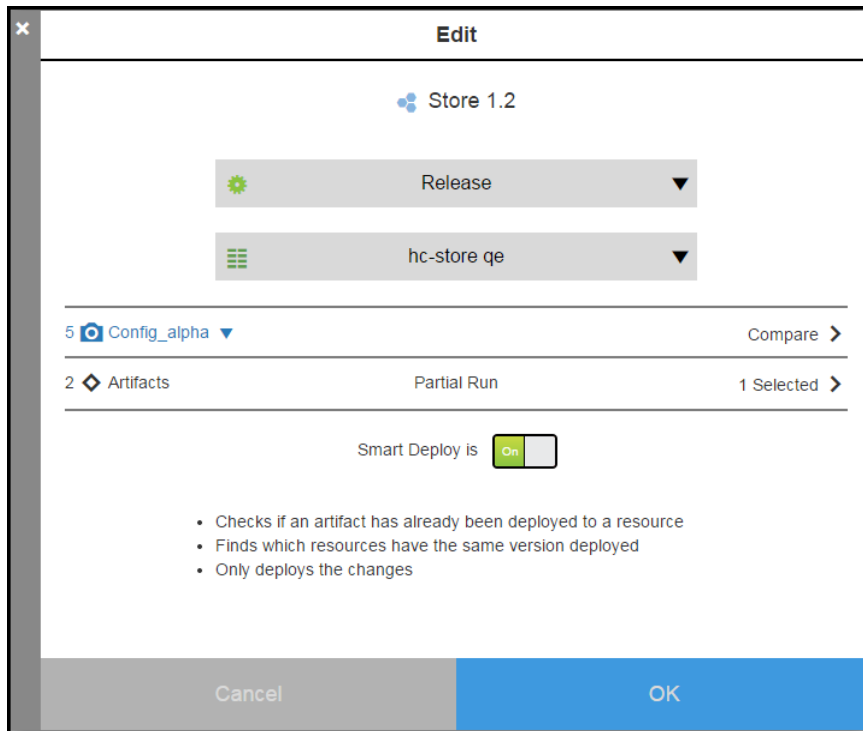 Edit
Store 1.2
Release
hc-store qe
5 Config_alpha Compare
2 Artifacts Partial Run 1 Selected
Smart Deploy is On
• Checks if an artifact has already been deployed to a resource
• Finds which resources have the same version deployed
• Only deploys the changes
Cancel OK